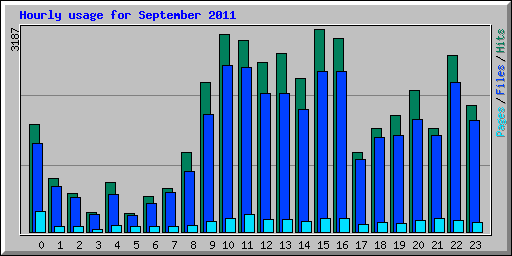 Hourly usage for September 2011
3187
Pages/Files/Hits
0 1 2 3 4 5 6 7 8 9 10 11 12 13 14 15 16 17 18 19 20 21 22 23